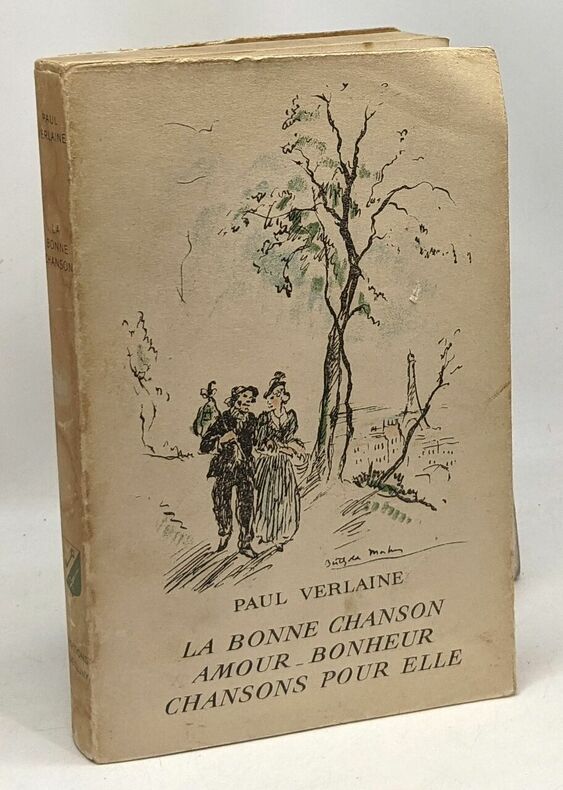 PAUL
VERLAINE
LA
BONNE
CHANSON
PAUL VERLAINE
LA BONNE CHANSON
AMOUR - BONHEUR
CHANSONS POUR ELLE